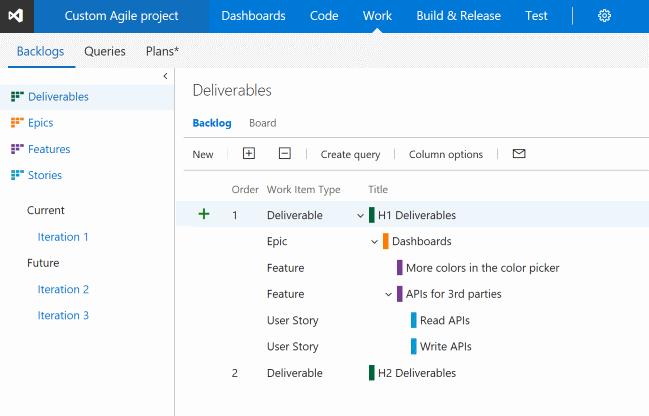 Custom Agile project Dashboards Code Work Build & Release Test
Backlogs Queries Plans*
Deliverables
Epics
Features
Stories
Current
Iteration 1
Future
Iteration 2
Iteration 3
Deliverables
Backlog Board
New Create query Column options
Order Work Item Type Title
1 Deliverable H1 Deliverables
Epic Dashboards
Feature More colors in the color picker
Feature APIs for 3rd parties
User Story Read APIs
User Story Write APIs
2 Deliverable H2 Deliverables